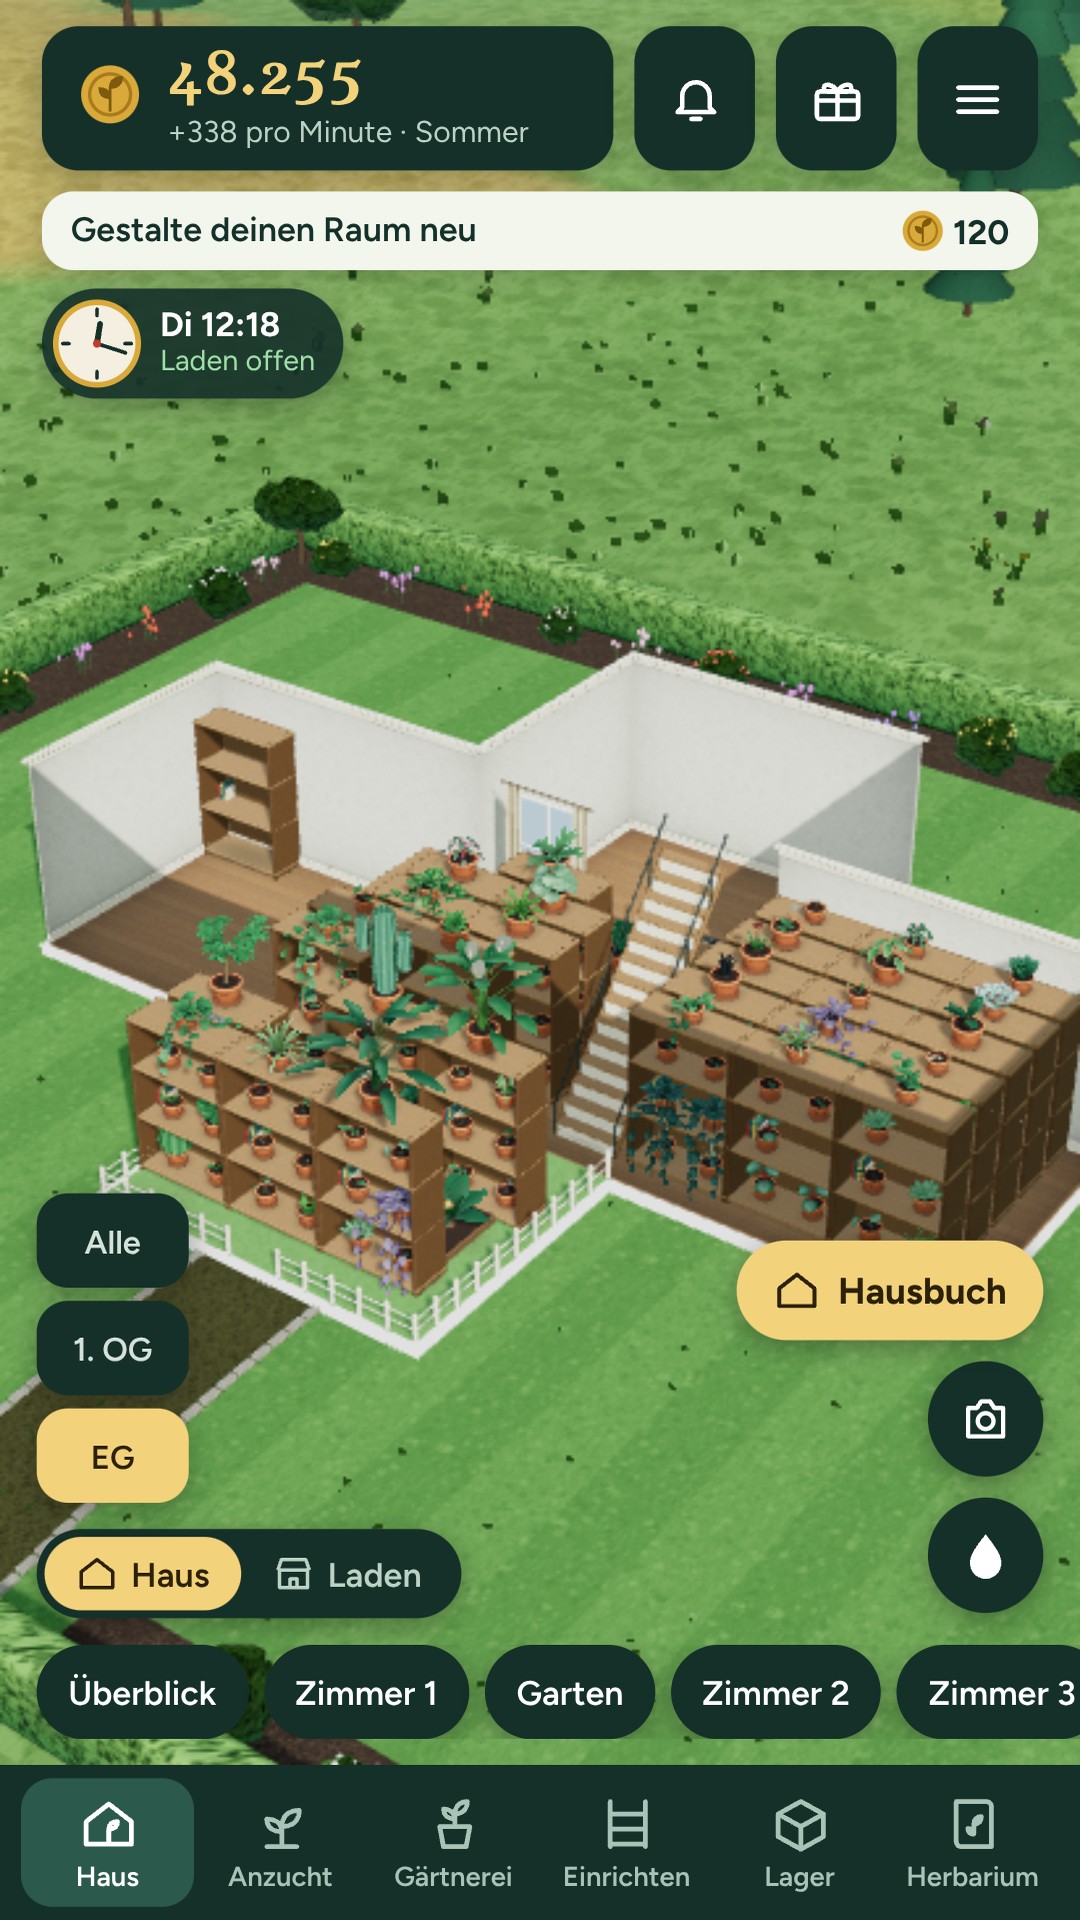 48.255
+338 pro Minute · Sommer
Gestalte deinen Raum neu
120
Di 12:18
Laden offen
Alle
1. OG
EG
Hausbuch
Haus
Laden
Überblick
Zimmer 1
Garten
Zimmer 2
Zimmer 3
Haus
Anzucht
Gärtnerei
Einrichten
Lager
Herbarium